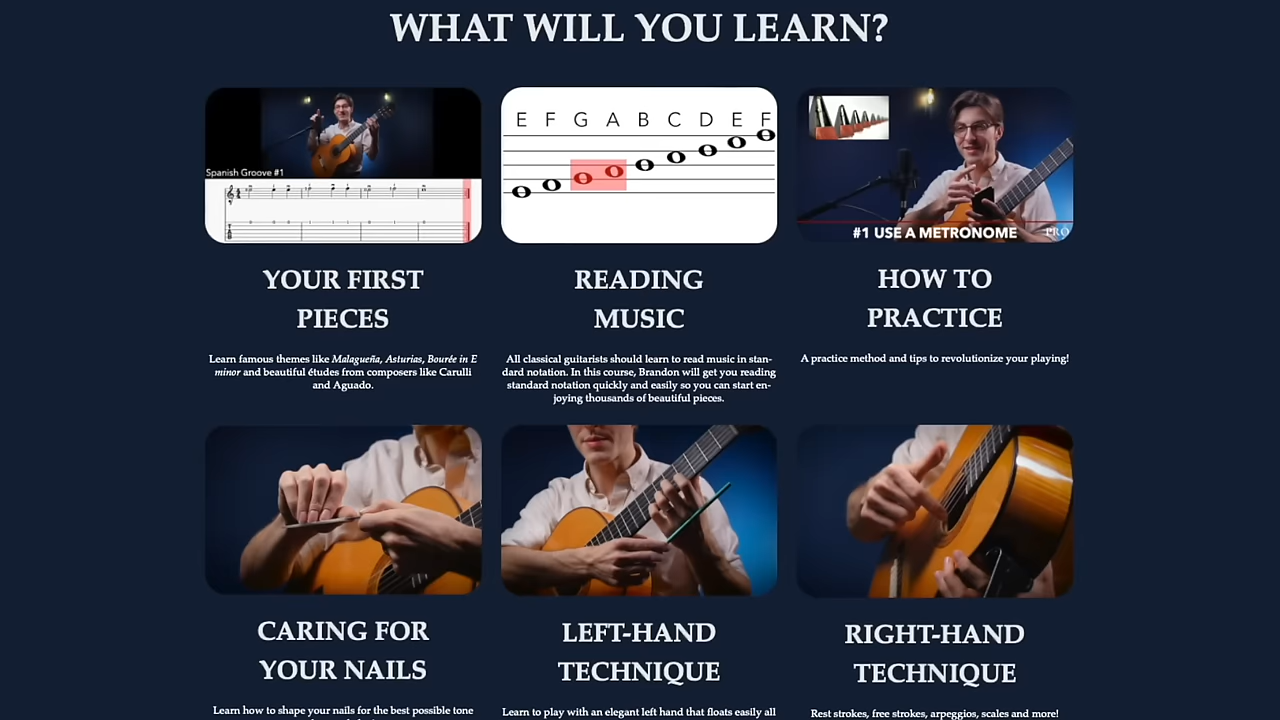 WHAT WILL YOU LEARN?
Spanish Groove #1
E F G A B C D E F
#1 USE A METRONOME
PRO
YOUR FIRST
PIECES
READING
MUSIC
HOW TO
PRACTICE
Learn famous themes like Malagueña, Asturias, Bourée in E
minor and beautiful études from composers like Carulli
and Aguado.
All classical guitarists should learn to read music in stan-
dard notation. In this course, Brandon will get you reading
standard notation quickly and easily so you can start en-
joying thousands of beautiful pieces.
A practice method and tips to revolutionize your playing!
CARING FOR
YOUR NAILS
LEFT-HAND
TECHNIQUE
RIGHT-HAND
TECHNIQUE
Learn how to shape your nails for the best possible tone
Learn to play with an elegant left hand that floats easily all
Rest strokes, free strokes, arpeggios, scales and more!